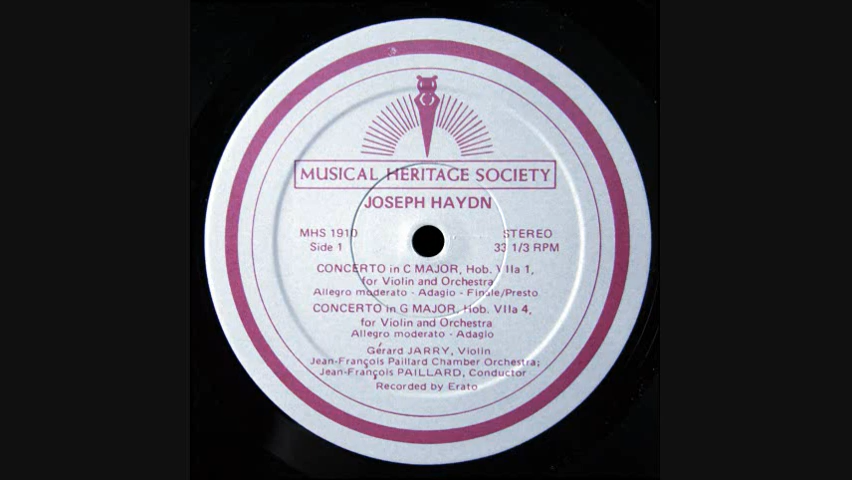 MUSICAL HERITAGE SOCIETY
JOSEPH HAYDN
MHS 1910 STEREO
Side 1 33 1/3 RPM
CONCERTO in C MAJOR, Hob. VIIa 1,
for Violin and Orchestra
Allegro moderato - Adagio - Finale/Presto
CONCERTO in G MAJOR, Hob. VIIa 4,
for Violin and Orchestra
Allegro moderato - Adagio
Gérard JARRY, Violin
Jean-François Paillard Chamber Orchestra;
Jean-François PAILLARD, Conductor
Recorded by Erato